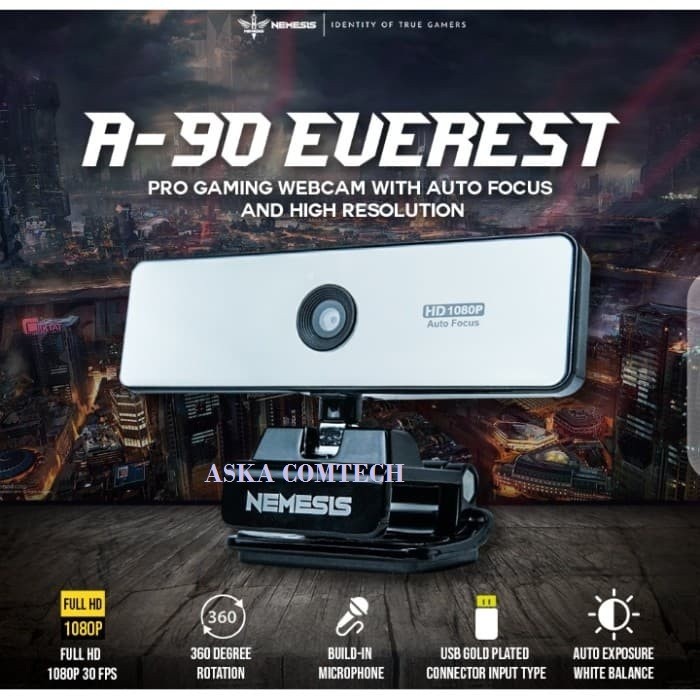 NEMESIS
IDENTITY OF TRUE GAMERS
A-90 EVEREST
PRO GAMING WEBCAM WITH AUTO FOCUS
AND HIGH RESOLUTION
HD 1080P
Auto Focus
ASKA COMTECH
NEMESIS
FULL HD
1080P
FULL HD
1080P 30 FPS
360
360 DEGREE
ROTATION
BUILD-IN
MICROPHONE
USB GOLD PLATED
CONNECTOR INPUT TYPE
AUTO EXPOSURE
WHITE BALANCE